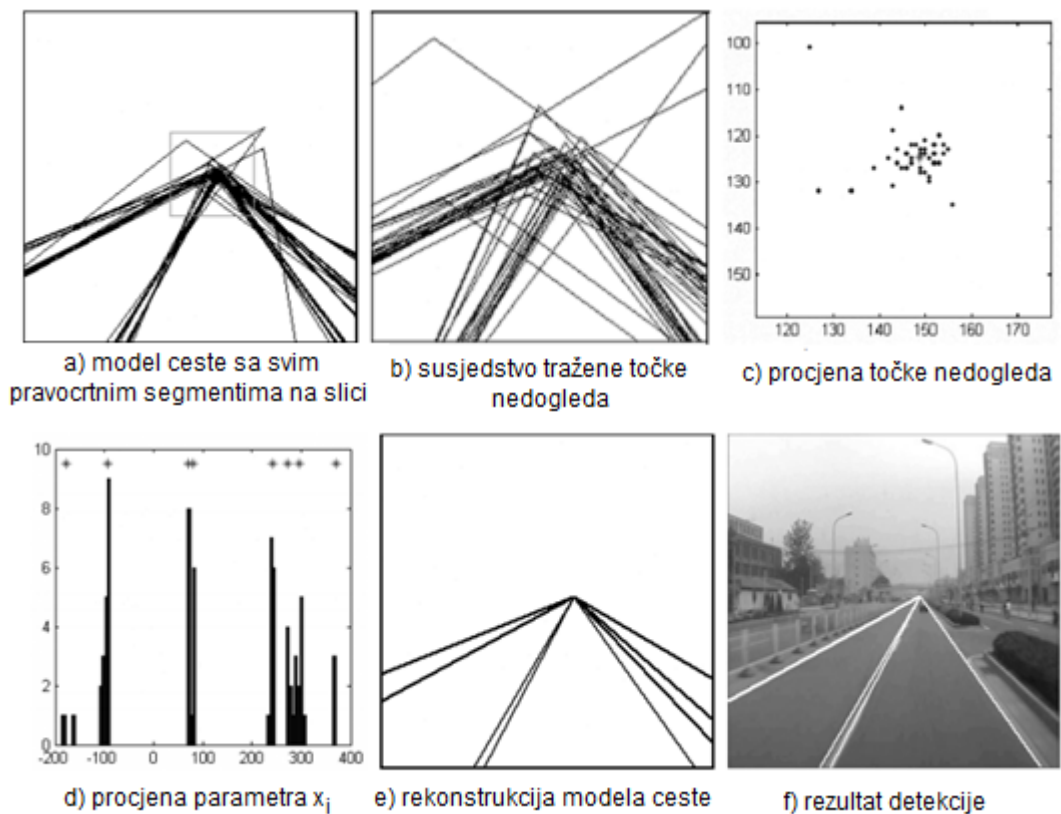 100
110
120
130
140
150
120 130 140 150 160 170
a) model ceste sa svim
pravocrtnim segmentima na slici
b) susjedstvo tražene točke
nedogleda
c) procjena točke nedogleda
10
8
6
4
2
0
-200 -100 0 100 200 300 400
d) procjena parametra xi
e) rekonstrukcija modela ceste
f) rezultat detekcije